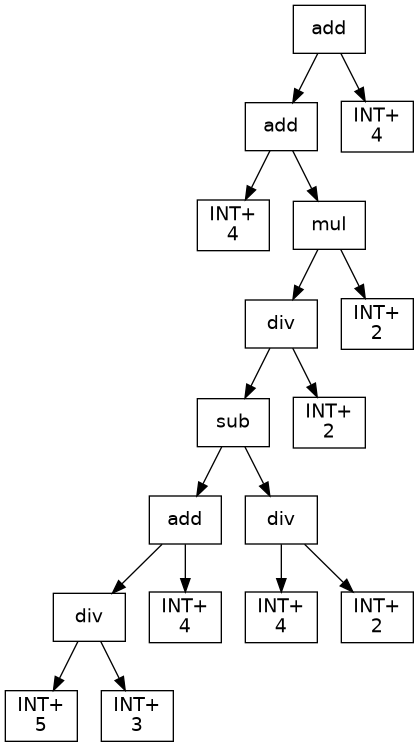 add
add
INT+
4
INT+
4
mul
div
INT+
2
sub
INT+
2
add
div
div
INT+
4
INT+
4
INT+
2
INT+
5
INT+
3